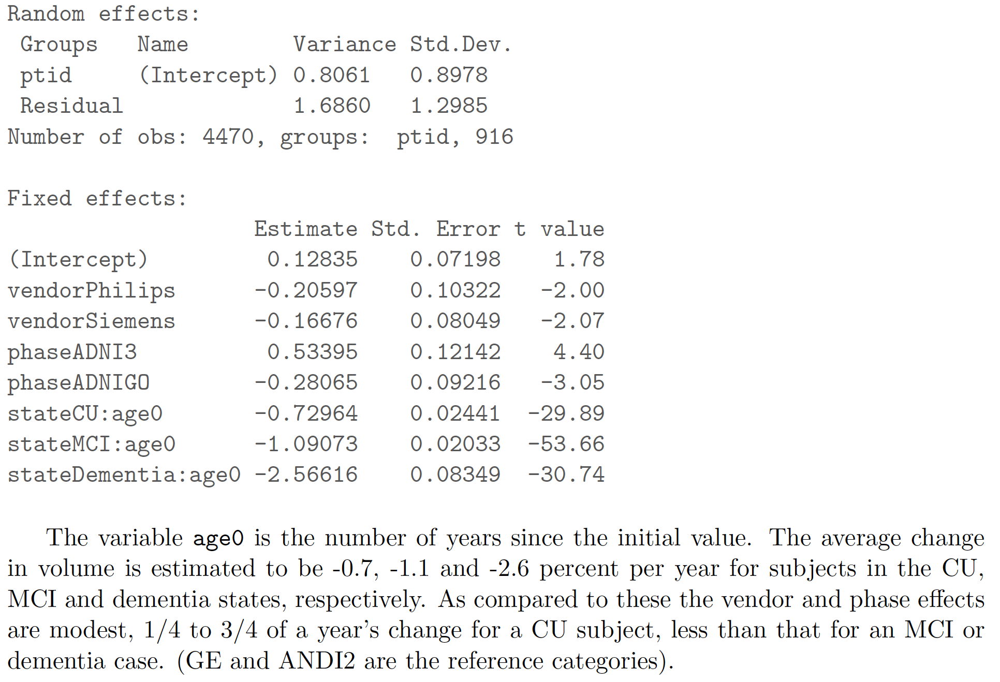 Random effects:
 Groups   Name        Variance Std.Dev.
 ptid     (Intercept) 0.8061   0.8978
 Residual             1.6860   1.2985
Number of obs: 4470, groups:  ptid, 916
Fixed effects:
                   Estimate Std. Error t value
(Intercept)         0.12835    0.07198    1.78
vendorPhilips      -0.20597    0.10322   -2.00
vendorSiemens      -0.16676    0.08049   -2.07
phaseADNI3          0.53395    0.12142    4.40
phaseADNIGO        -0.28065    0.09216   -3.05
stateCU:age0       -0.72964    0.02441  -29.89
stateMCI:age0      -1.09073    0.02033  -53.66
stateDementia:age0 -2.56616    0.08349  -30.74
The variable age0 is the number of years since the initial value. The average change
in volume is estimated to be -0.7, -1.1 and -2.6 percent per year for subjects in the CU,
MCI and dementia states, respectively. As compared to these the vendor and phase effects
are modest, 1/4 to 3/4 of a year's change for a CU subject, less than that for an MCI or
dementia case. (GE and ANDI2 are the reference categories).